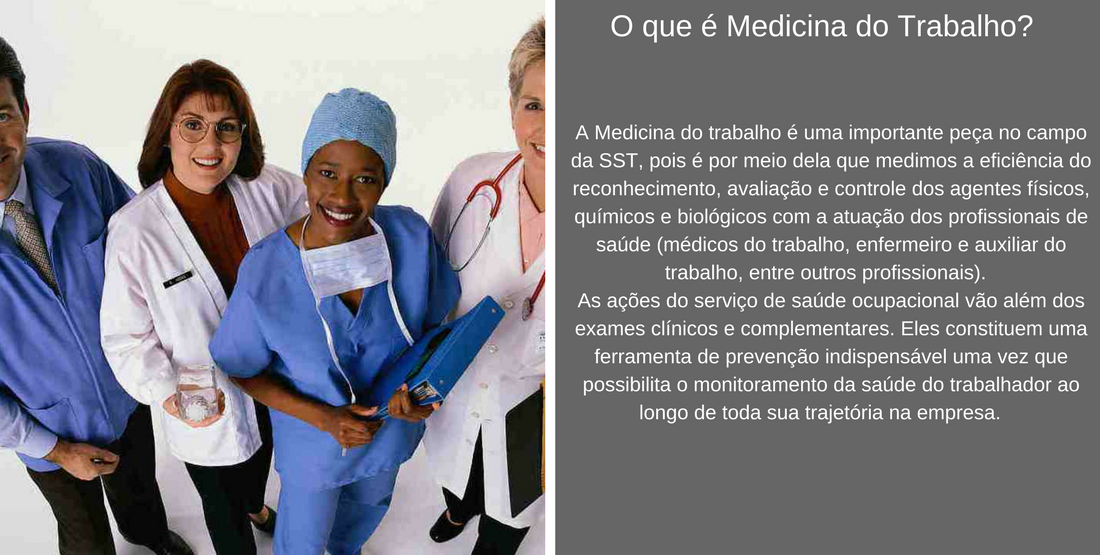 O que é Medicina do Trabalho?
A Medicina do trabalho é uma importante peça no campo
da SST, pois é por meio dela que medimos a eficiência do
reconhecimento, avaliação e controle dos agentes físicos,
químicos e biológicos com a atuação dos profissionais de
saúde (médicos do trabalho, enfermeiro e auxiliar do
trabalho, entre outros profissionais).
As ações do serviço de saúde ocupacional vão além dos
exames clínicos e complementares. Eles constituem uma
ferramenta de prevenção indispensável uma vez que
possibilita o monitoramento da saúde do trabalhador ao
longo de toda sua trajetória na empresa.